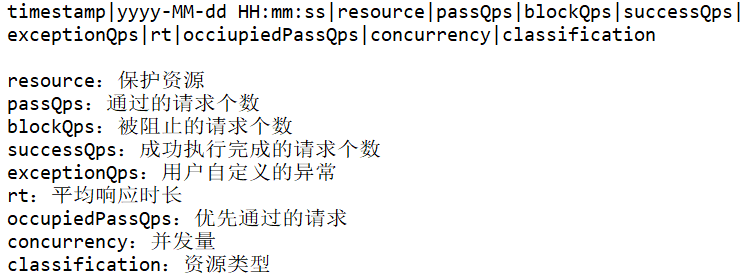 timestamp|yyyy-MM-dd HH:mm:ss|resource|passQps|blockQps|successQps|
exceptionQps|rt|occiupiedPassQps|concurrency|classification
resource：保护资源
passQps：通过的请求个数
blockQps：被阻止的请求个数
successQps：成功执行完成的请求个数
exceptionQps：用户自定义的异常
rt：平均响应时长
occupiedPassQps：优先通过的请求
concurrency：并发量
classification：资源类型